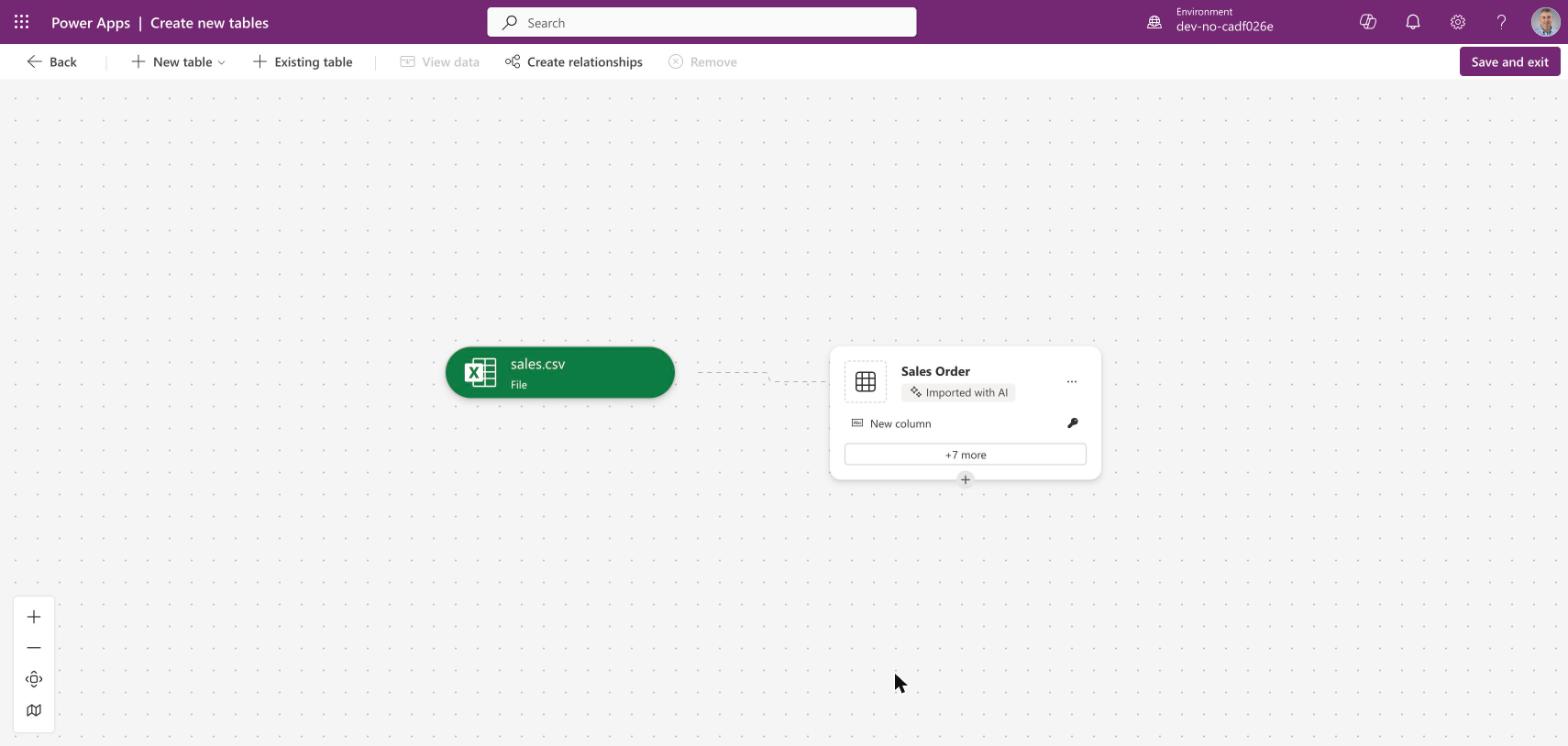 Power Apps | Create new tables
Search
Environment
dev-no-cadf026e
Back
New table
Existing table
View data
Create relationships
Remove
Save and exit
sales.csv
File
Sales Order
Imported with AI
New column
+7 more